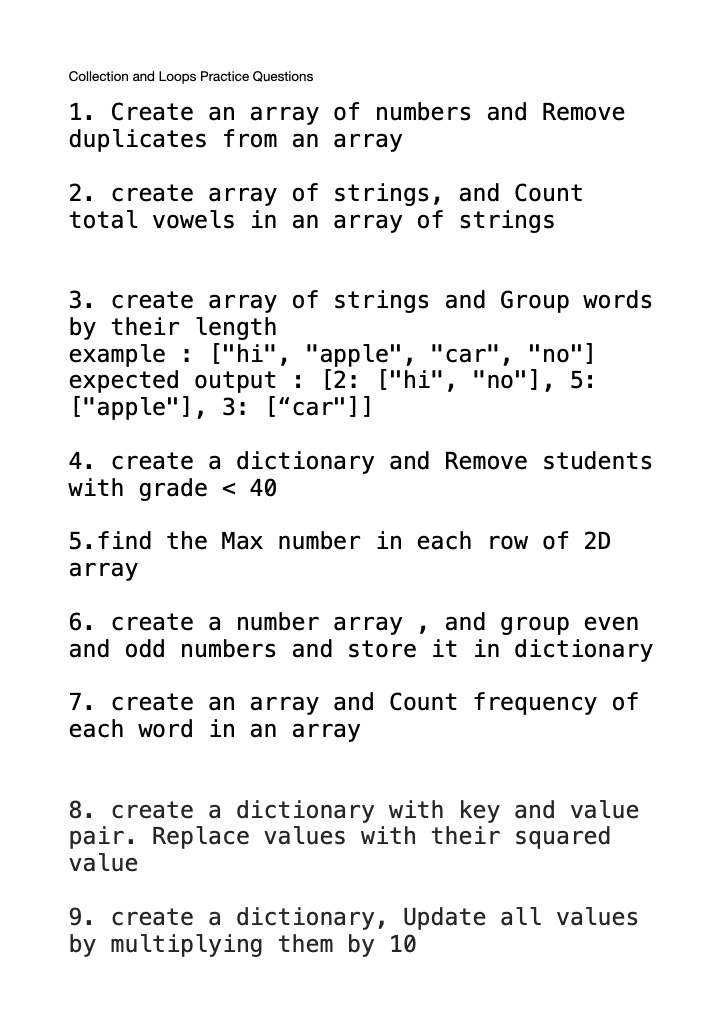 Collection and Loops Practice Questions
1. Create an array of numbers and Remove
duplicates from an array
2. create array of strings, and Count
total vowels in an array of strings
3. create array of strings and Group words
by their length
example : ["hi", "apple", "car", "no"]
expected output : [2: ["hi", "no"], 5:
["apple"], 3: [“car"]]
4. create a dictionary and Remove students
with grade < 40
5.find the Max number in each row of 2D
array
6. create a number array , and group even
and odd numbers and store it in dictionary
7. create an array and Count frequency of
each word in an array
8. create a dictionary with key and value
pair. Replace values with their squared
value
9. create a dictionary, Update all values
by multiplying them by 10